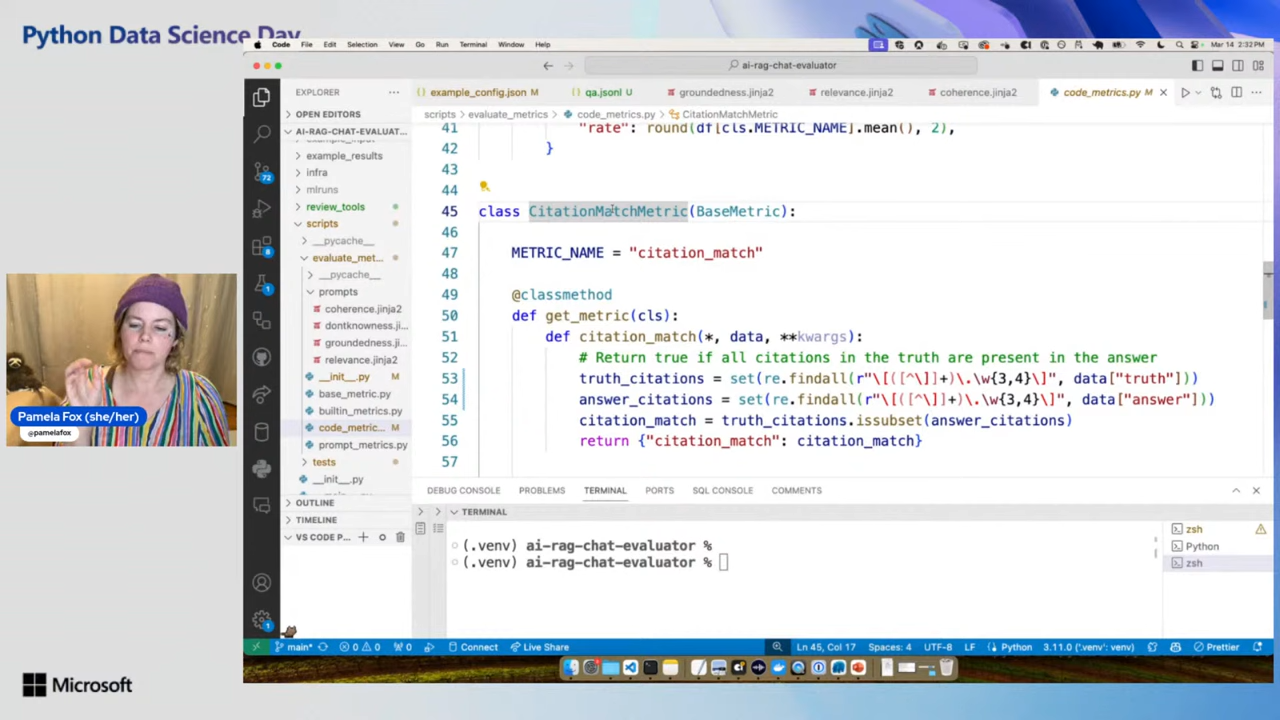 Python Data Science Day
Code File Edit Selection View Go Run Terminal Window Help
Mar 14 2:32 PM
ai-rag-chat-evaluator
EXPLORER
example_config.json M
qa.jsonl U
groundedness.jinja2
relevance.jinja2
coherence.jinja2
code_metrics.py M
scripts > evaluate_metrics > code_metrics.py > CitationMatchMetric
OPEN EDITORS
AI-RAG-CHAT-EVALUAT...
example_input
example_results
infra
mlruns
review_tools
scripts
__pycache__
evaluate_met...
__pycache__
prompts
coherence.jinja2
dontknowness.ji...
groundedness.ji...
relevance.jinja2
__init__.py M
base_metric.py
builtin_metrics.py
code_metric... M
prompt_metrics.py
tests
__init__.py
OUTLINE
TIMELINE
VS CODE P...
72
8
1
1
41 "rate": round(df[cls.METRIC_NAME].mean(), 2),
42 }
43
44
45 class CitationMatchMetric(BaseMetric):
46
47 METRIC_NAME = "citation_match"
48
49 @classmethod
50 def get_metric(cls):
51 def citation_match(*, data, **kwargs):
52 # Return true if all citations in the truth are present in the answer
53 truth_citations = set(re.findall(r"\[([^\]]+)\.\w{3,4}\]", data["truth"]))
54 answer_citations = set(re.findall(r"\[([^\]]+)\.\w{3,4}\]", data["answer"]))
55 citation_match = truth_citations.issubset(answer_citations)
56 return {"citation_match": citation_match}
57
DEBUG CONSOLE PROBLEMS TERMINAL PORTS SQL CONSOLE COMMENTS
TERMINAL
(.venv) ai-rag-chat-evaluator %
(.venv) ai-rag-chat-evaluator %
zsh
Python
zsh
main* 0 0 0 Connect Live Share
Ln 45, Col 17 Spaces: 4 UTF-8 LF Python 3.11.0 ('.venv': venv) Prettier
Pamela Fox (she/her)
@pamelafox
Microsoft